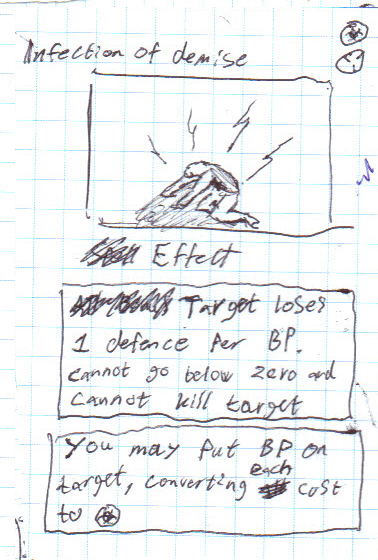 Infection of demise
Effect
Target loses
1 defence Per BP.
cannot go below zero and
cannot kill target
You may Put BP on
target, converting each cost
to